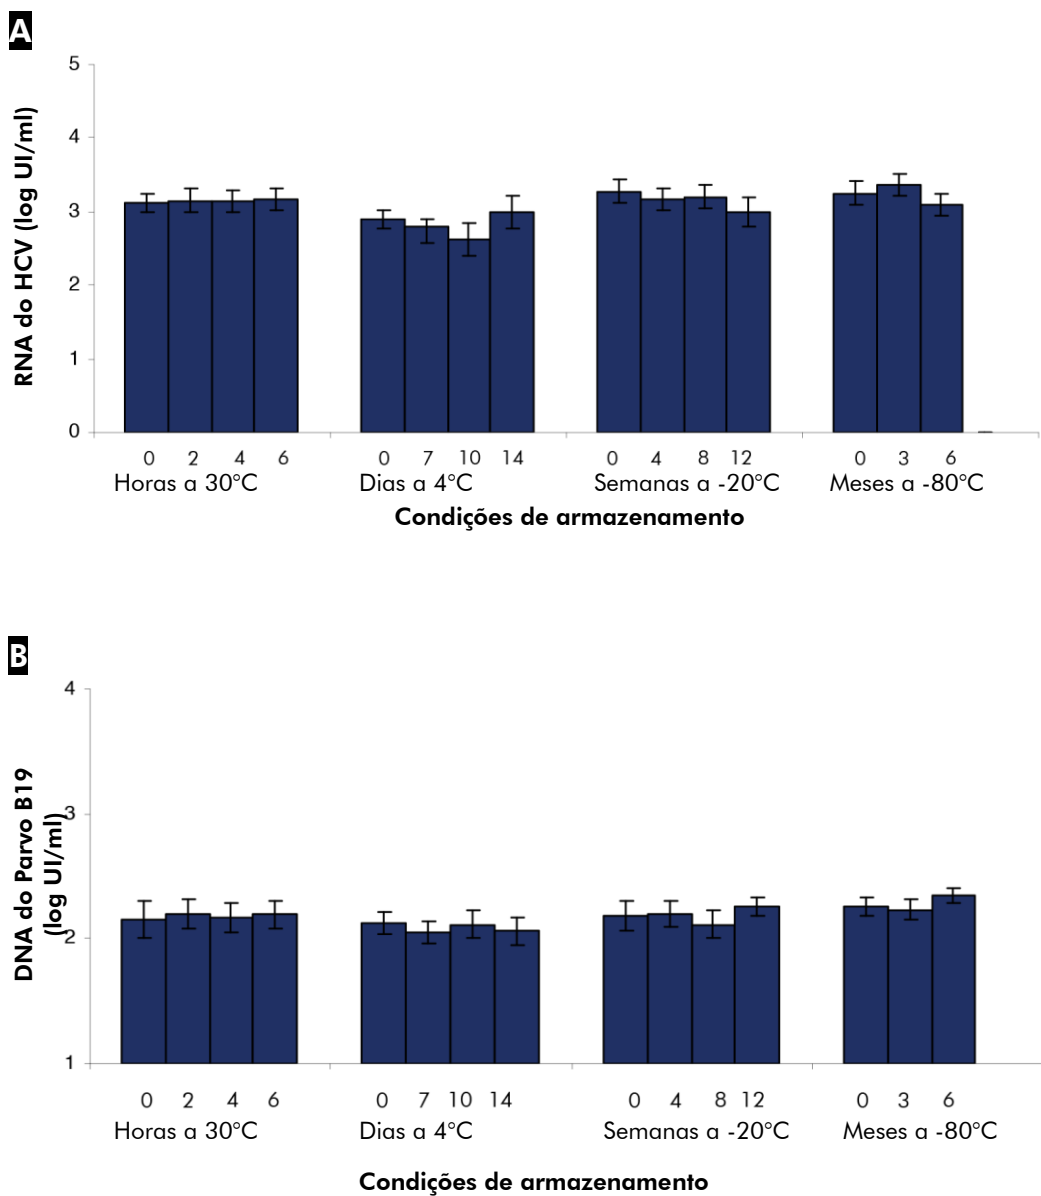 A
RNA do HCV (log UI/ml)
5
4
3
2
1
0
0 2 4 6 0 7 10 14 0 4 8 12 0 3 6
Horas a 30°C Dias a 4°C Semanas a -20°C Meses a -80°C
Condições de armazenamento
B
DNA do Parvo B19
(log UI/ml)
4
3
2
1
0 2 4 6 0 7 10 14 0 4 8 12 0 3 6
Horas a 30°C Dias a 4°C Semanas a -20°C Meses a -80°C
Condições de armazenamento